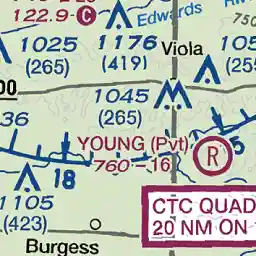 122.9 C
Edwards
1025
(265)
1176
(419)
Viola
1045
(265)
YOUNG (Pvt)
760 - 16
R
18
1105
(423)
Burgess
CTC QUAD
20 NM ON